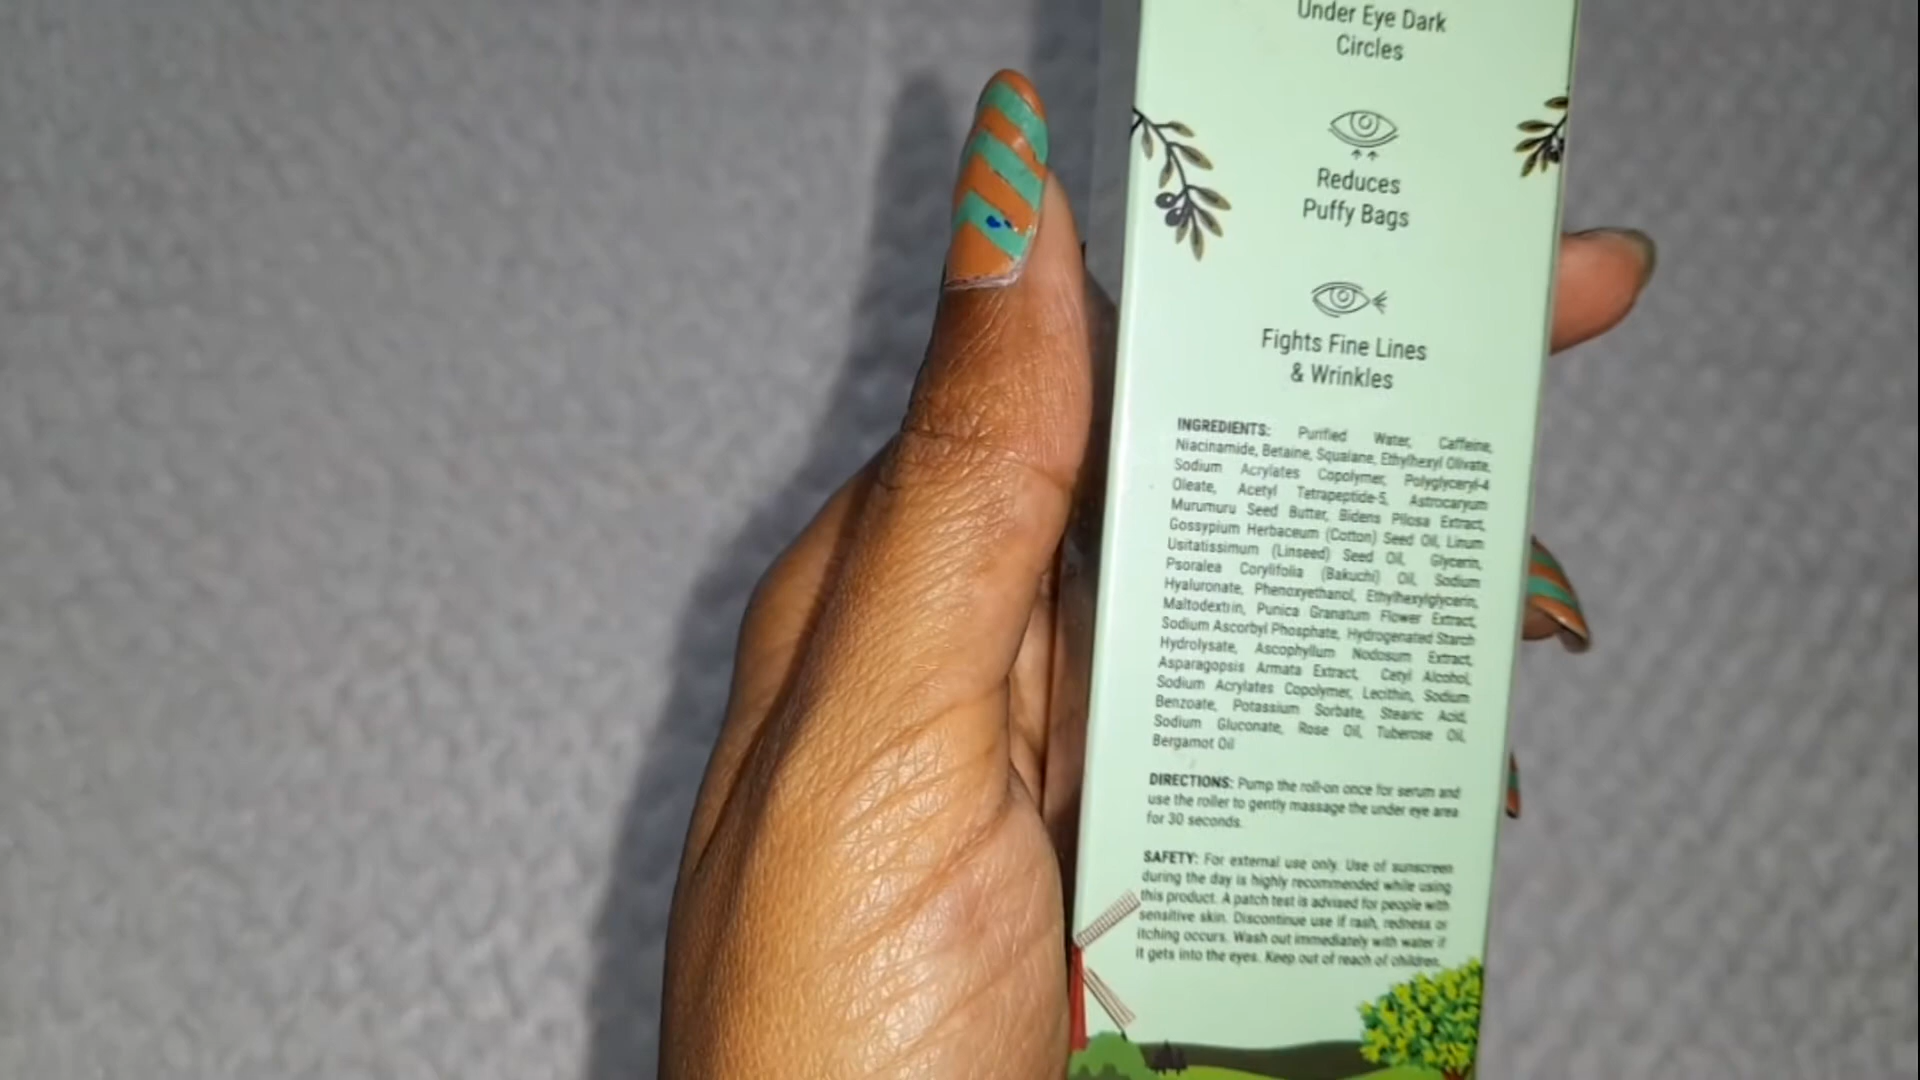 Under Eye Dark
Circles
Reduces
Puffy Bags
Fights Fine Lines
& Wrinkles
INGREDIENTS: Purified Water, Caffeine,
Niacinamide, Betaine, Squalane, Ethylhexyl Olivate,
Sodium Acrylates Copolymer, Polyglyceryl-4
Oleate, Acetyl Tetrapeptide-5, Astrocaryum
Murumuru Seed Butter, Bidens Pilosa Extract,
Gossypium Herbaceum (Cotton) Seed Oil, Linum
Usitatissimum (Linseed) Seed Oil, Glycerin,
Psoralea Corylifolia (Bakuchi) Oil, Sodium
Hyaluronate, Phenoxyethanol, Ethylhexylglycerin,
Maltodextrin, Punica Granatum Flower Extract,
Sodium Ascorbyl Phosphate, Hydrogenated Starch
Hydrolysate, Ascophyllum Nodosum Extract,
Asparagopsis Armata Extract, Cetyl Alcohol,
Sodium Acrylates Copolymer, Lecithin, Sodium
Benzoate, Potassium Sorbate, Stearic Acid,
Sodium Gluconate, Rose Oil, Tuberose Oil,
Bergamot Oil
DIRECTIONS: Pump the roll-on once for serum and
use the roller to gently massage the under eye area
for 30 seconds.
SAFETY: For external use only. Use of sunscreen
during the day is highly recommended while using
this product. A patch test is advised for people with
sensitive skin. Discontinue use if rash, redness or
itching occurs. Wash out immediately with water if
it gets into the eyes. Keep out of reach of children.